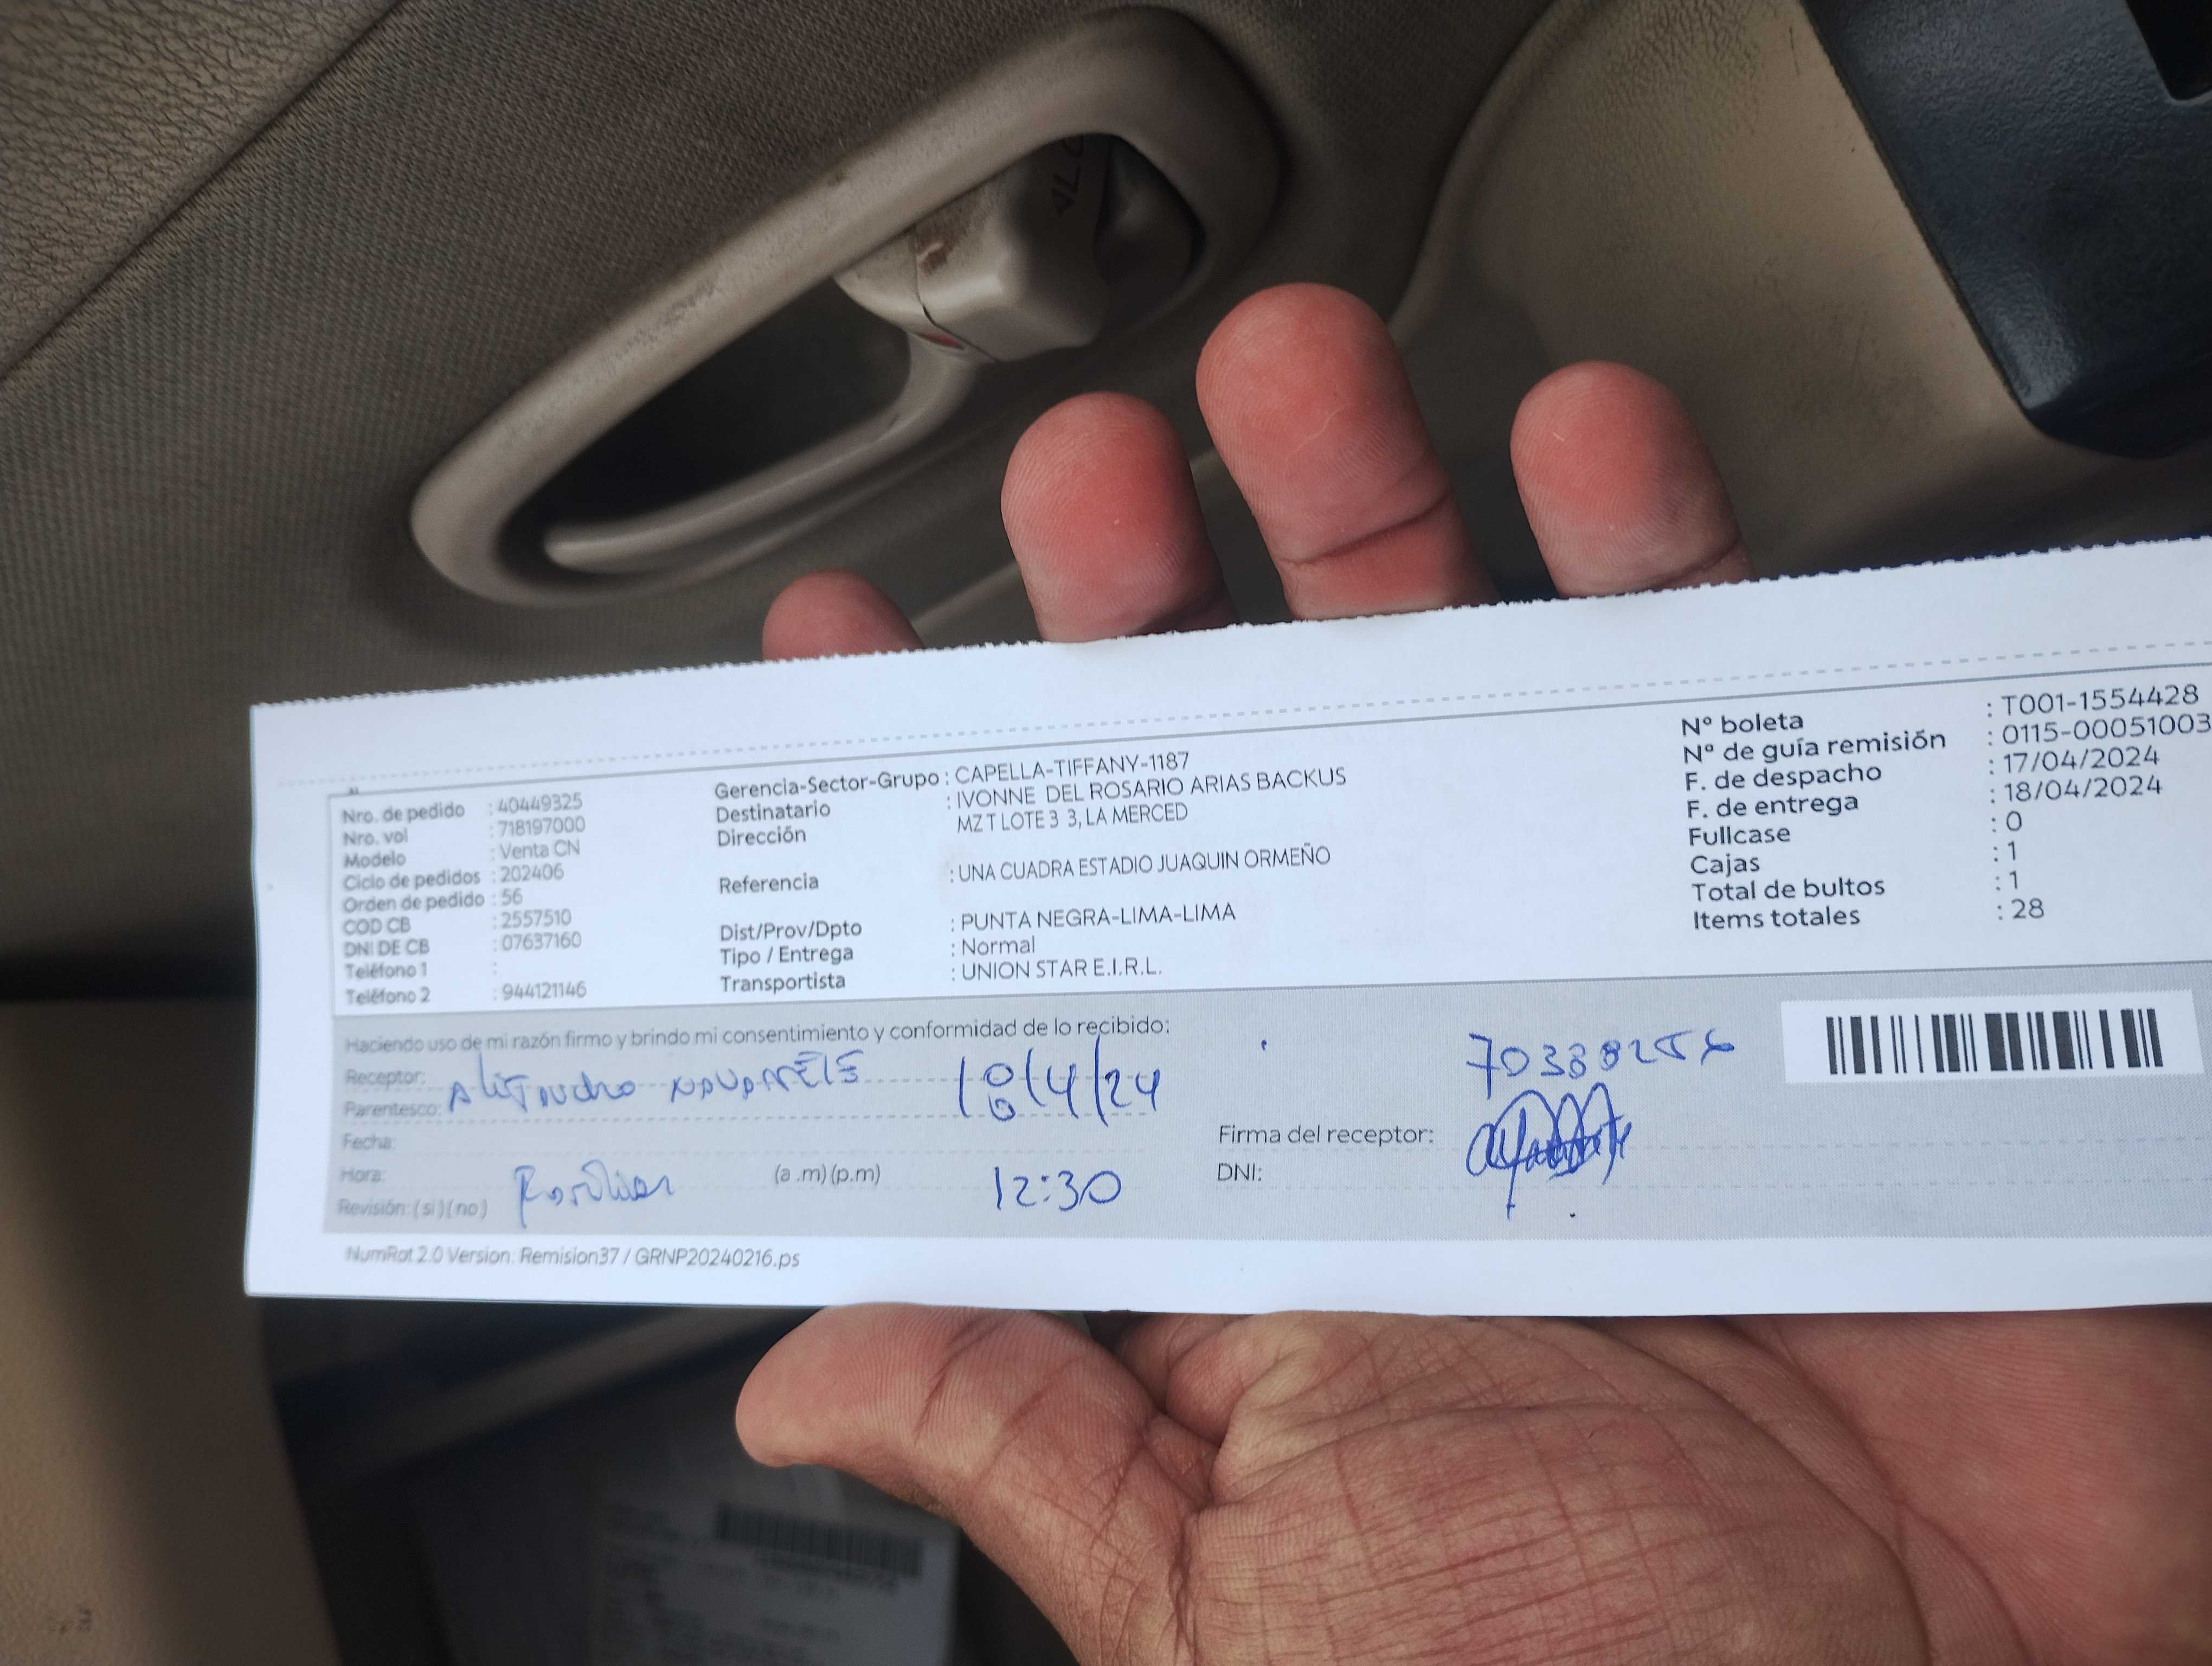 Nro. de pedido : 40449325
Nro. vol : 718197000
Modelo : Venta CN
Ciclo de pedidos : 202406
Orden de pedido : 56
COD CB : 2557510
DNI DE CB : 07637160
Teléfono 1 :
Teléfono 2 : 944121146
Gerencia-Sector-Grupo : CAPELLA-TIFFANY-1187
Destinatario : IVONNE DEL ROSARIO ARIAS BACKUS
Dirección MZ T LOTE 3 3, LA MERCED
Referencia : UNA CUADRA ESTADIO JUAQUIN ORMEÑO
Dist/Prov/Dpto : PUNTA NEGRA-LIMA-LIMA
Tipo / Entrega : Normal
Transportista : UNION STAR E.I.R.L.
Nº boleta : T001-1554428
Nº de guía remisión : 0115-00051003
F. de despacho : 17/04/2024
F. de entrega : 18/04/2024
Fullcase : 0
Cajas : 1
Total de bultos : 1
Items totales : 28
Haciendo uso de mi razón firmo y brindo mi consentimiento y conformidad de lo recibido:
Receptor:
Parentesco:
/4/24
Fecha:
Hora: (a .m) (p.m) 12:30
Revisión: ( si ) ( no )
Firma del receptor:
DNI:
NumRot 2.0 Version: Remision37 / GRNP20240216.ps